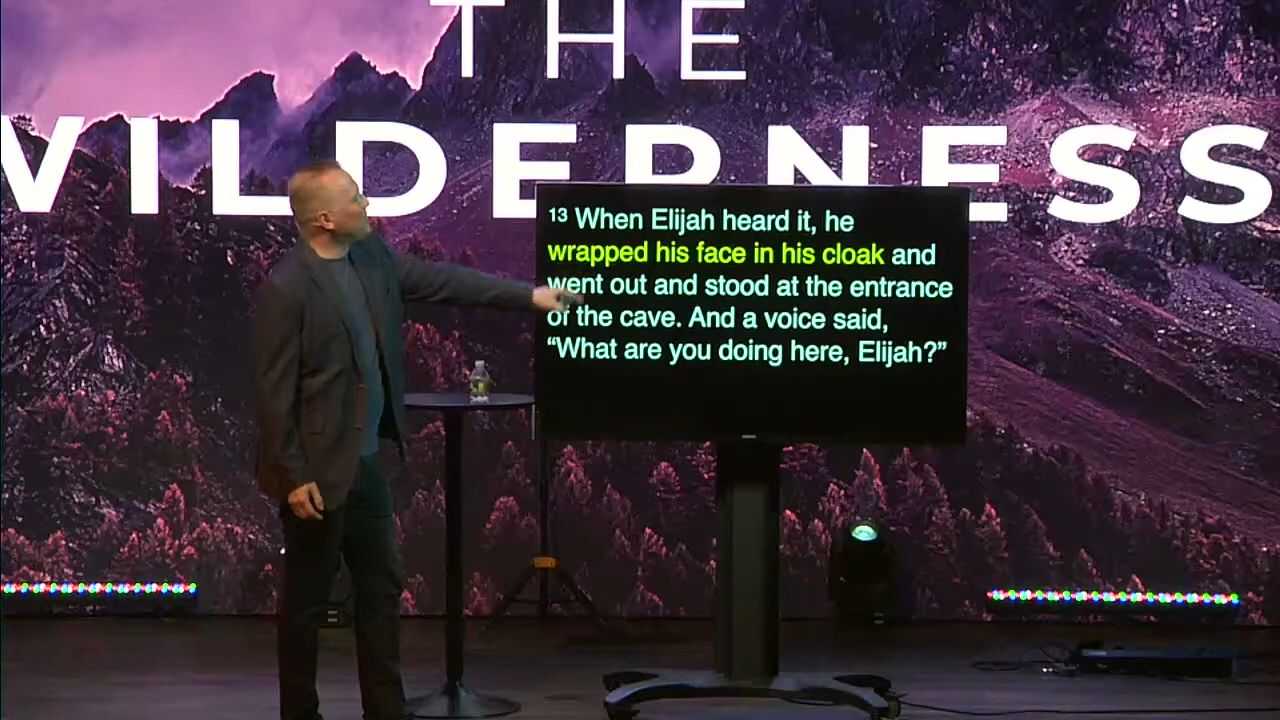 THE
WILDERNESS
13 When Elijah heard it, he
wrapped his face in his cloak and
went out and stood at the entrance
of the cave. And a voice said,
“What are you doing here, Elijah?”